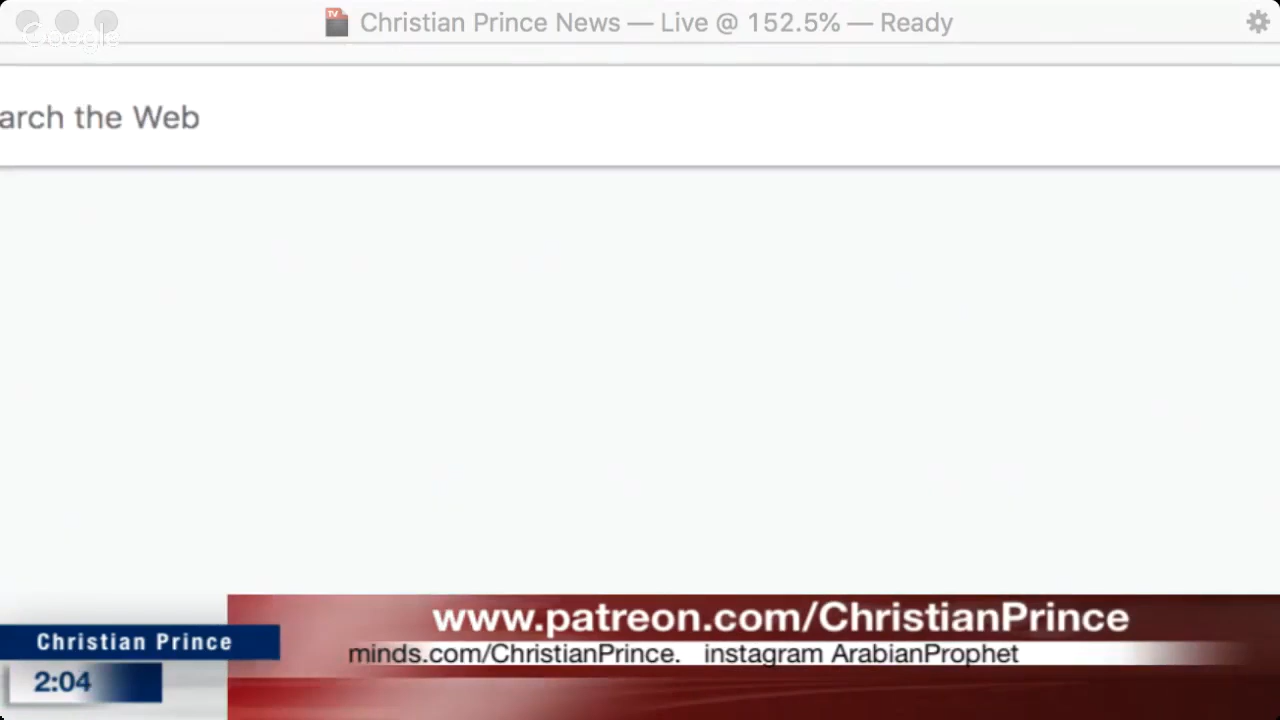 Christian Prince News — Live @ 152.5% — Ready
Google
arch the Web
www.patreon.com/ChristianPrince
Christian Prince
minds.com/ChristianPrince. instagram ArabianProphet
2:04